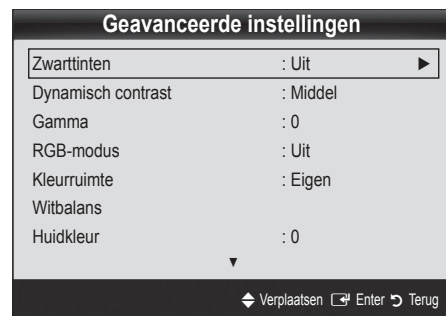 Geavanceerde instellingen
Zwarttinten : Uit ►
Dynamisch contrast : Middel
Gamma : 0
RGB-modus : Uit
Kleurruimte : Eigen
Witbalans
Huidkleur : 0
▼
Verplaatsen Enter Terug